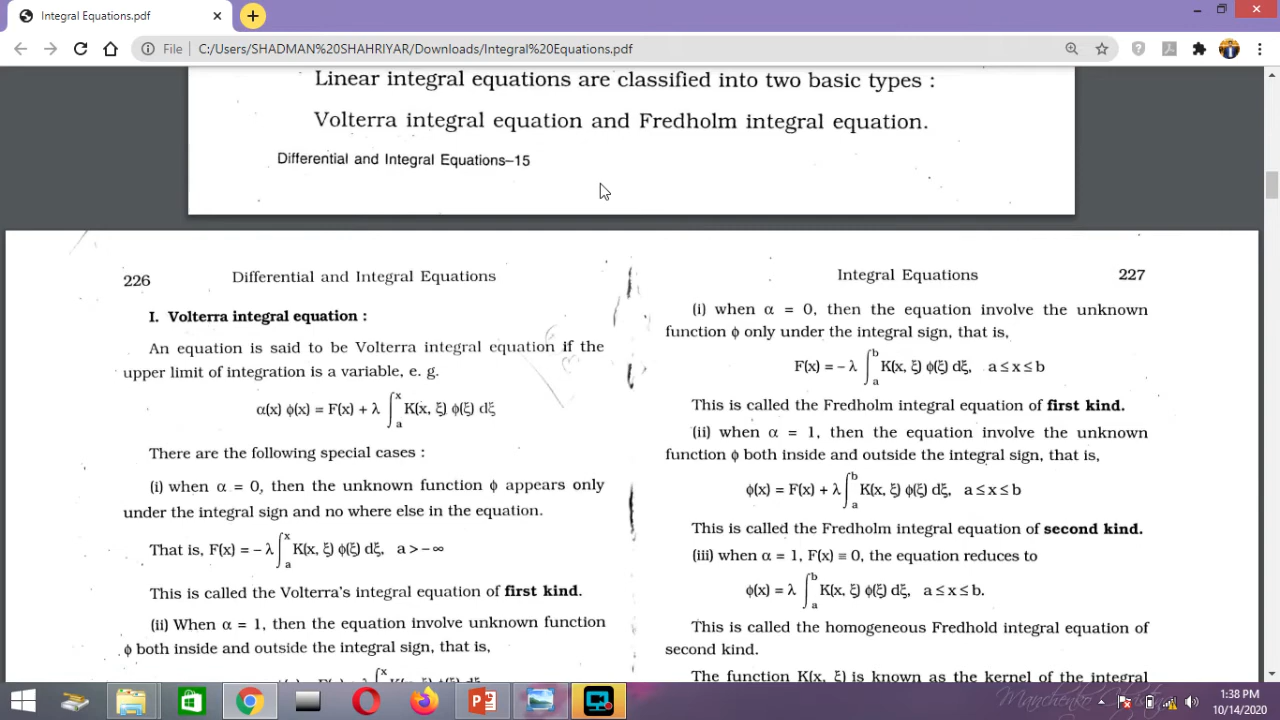 Integral Equations.pdf
File C:/Users/SHADMAN%20SHAHRIYAR/Downloads/Integral%20Equations.pdf
Linear integral equations are classified into two basic types :
Volterra integral equation and Fredholm integral equation.
Differential and Integral Equations–15
226 Differential and Integral Equations
I. Volterra integral equation :
An equation is said to be Volterra integral equation if the
upper limit of integration is a variable, e. g.
α(x) ϕ(x) = F(x) + λ ∫ₐˣ K(x, ξ) ϕ(ξ) dξ
There are the following special cases :
(i) when α = 0, then the unknown function ϕ appears only
under the integral sign and no where else in the equation.
That is, F(x) = – λ ∫ₐˣ K(x, ξ) ϕ(ξ) dξ, a > – ∞
This is called the Volterra's integral equation of first kind.
(ii) When α = 1, then the equation involve unknown function
ϕ both inside and outside the integral sign, that is,
Integral Equations 227
(i) when α = 0, then the equation involve the unknown
function ϕ only under the integral sign, that is,
F(x) = – λ ∫ₐᵇ K(x, ξ) ϕ(ξ) dξ, a ≤ x ≤ b
This is called the Fredholm integral equation of first kind.
(ii) when α = 1, then the equation involve the unknown
function ϕ both inside and outside the integral sign, that is,
ϕ(x) = F(x) + λ ∫ₐᵇ K(x, ξ) ϕ(ξ) dξ, a ≤ x ≤ b
This is called the Fredholm integral equation of second kind.
(iii) when α = 1, F(x) ≡ 0, the equation reduces to
ϕ(x) = λ ∫ₐᵇ K(x, ξ) ϕ(ξ) dξ, a ≤ x ≤ b.
This is called the homogeneous Fredhold integral equation of
second kind.
The function K(x, ξ) is known as the kernel of the integral
1:38 PM
10/14/2020